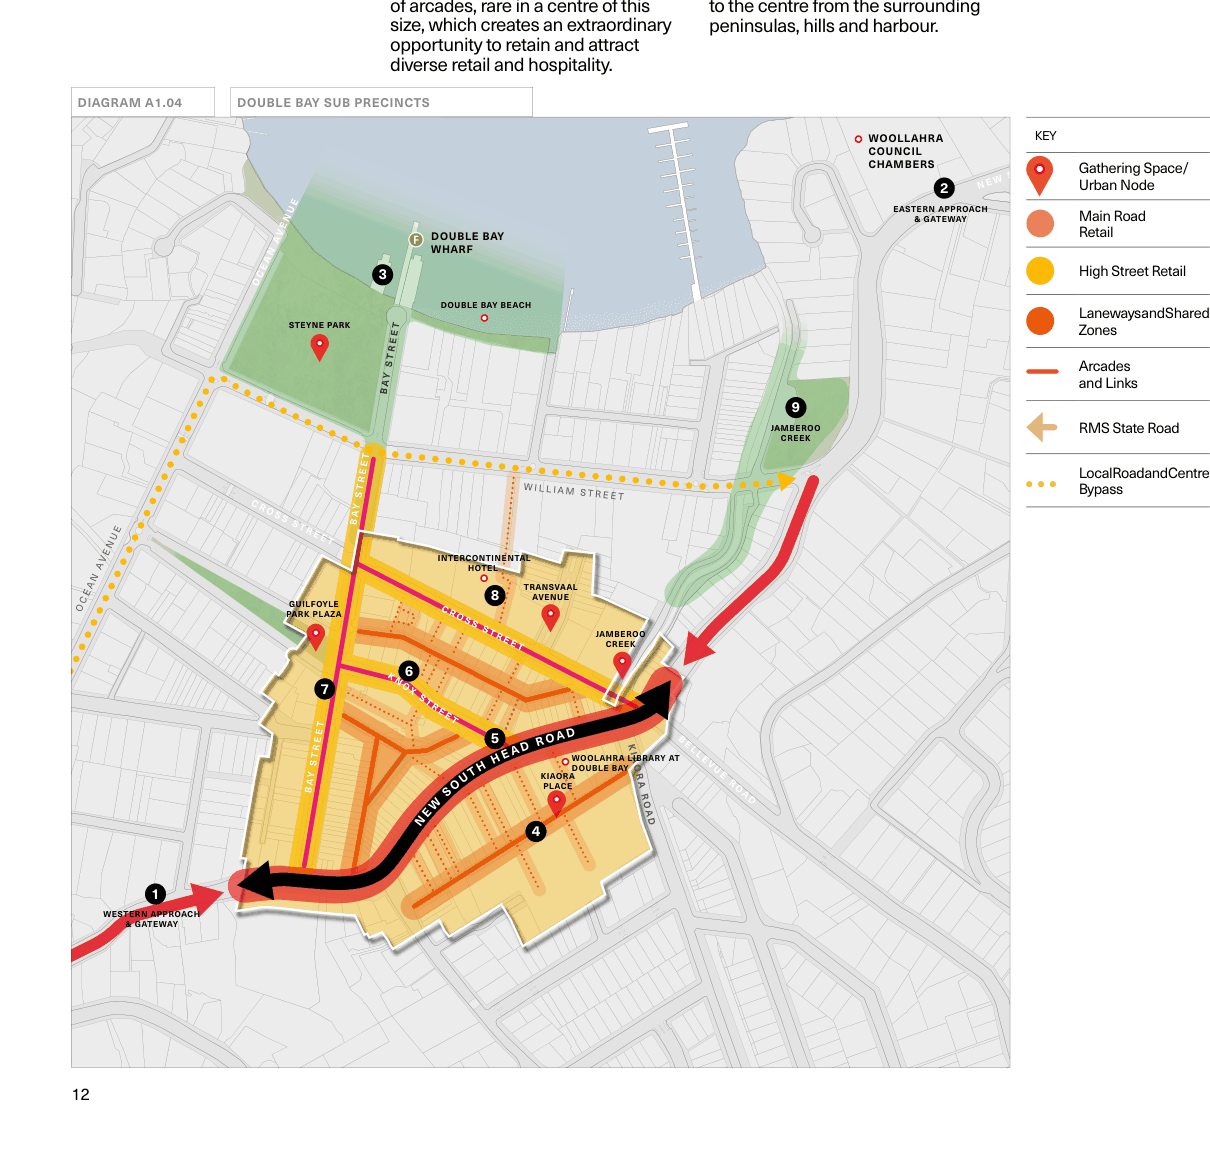 of arcades, rare in a centre of this
size, which creates an extraordinary
opportunity to retain and attract
diverse retail and hospitality.
to the centre from the surrounding
peninsulas, hills and harbour.
DIAGRAM A1.04
DOUBLE BAY SUB PRECINCTS
WOOLLAHRA
COUNCIL
CHAMBERS
2
EASTERN APPROACH
& GATEWAY
NEW
OCEAN AVENUE
F
DOUBLE BAY
WHARF
3
DOUBLE BAY BEACH
STEYNE PARK
BAY STREET
9
JAMBEROO
CREEK
BAY STREET
WILLIAM STREET
CROSS STREET
OCEAN AVENUE
INTERCONTINENTAL
HOTEL
8
TRANSVAAL
AVENUE
GUILFOYLE
PARK PLAZA
CROSS STREET
JAMBEROO
CREEK
6
7
KNOX STREET
5
NEW SOUTH HEAD ROAD
BAY STREET
WOOLAHRA LIBRARY AT
DOUBLE BAY
KIAORA
PLACE
KIAORA ROAD
BELLEVUE ROAD
4
1
WESTERN APPROACH
& GATEWAY
KEY
Gathering Space/
Urban Node
Main Road
Retail
High Street Retail
LanewaysandShared
Zones
Arcades
and Links
RMS State Road
LocalRoadandCentre
Bypass
12